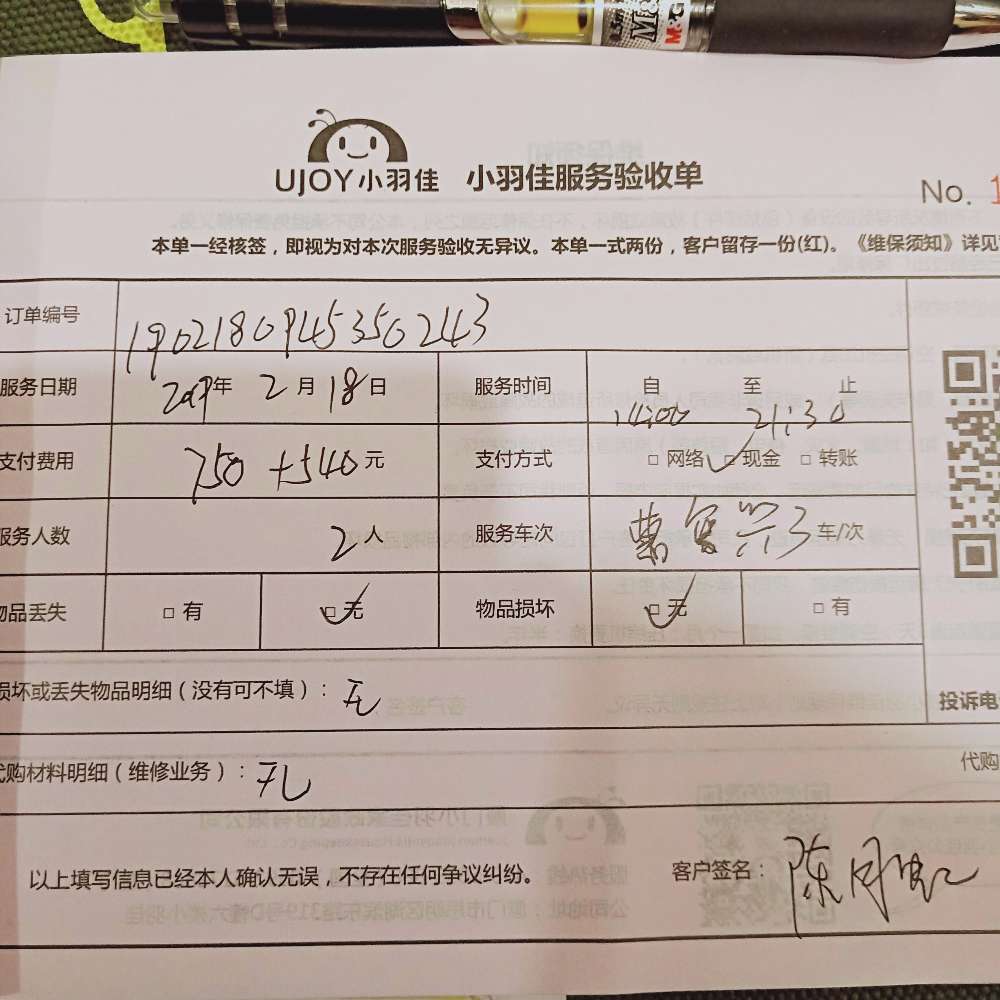 M&G
UJOY小羽佳 小羽佳服务验收单
No. 1
本单一经核签，即视为对本次服务验收无异议。本单一式两份，客户留存一份(红)。《维保须知》详见
订单编号 1902180945350243
服务日期 2019年 2月 18日 服务时间 自 至 止
14:00 21:30
支付费用 750+540元 支付方式 □ 网络 □ 现金 □ 转账
服务人数 2人 服务车次 车/次
物品丢失 □ 有 □ 无 物品损坏 □ 无 □ 有
损坏或丢失物品明细（没有可不填）： 无
投诉电
代购材料明细（维修业务）： 无
代购
以上填写信息已经本人确认无误，不存在任何争议纠纷。 客户签名： 陈月